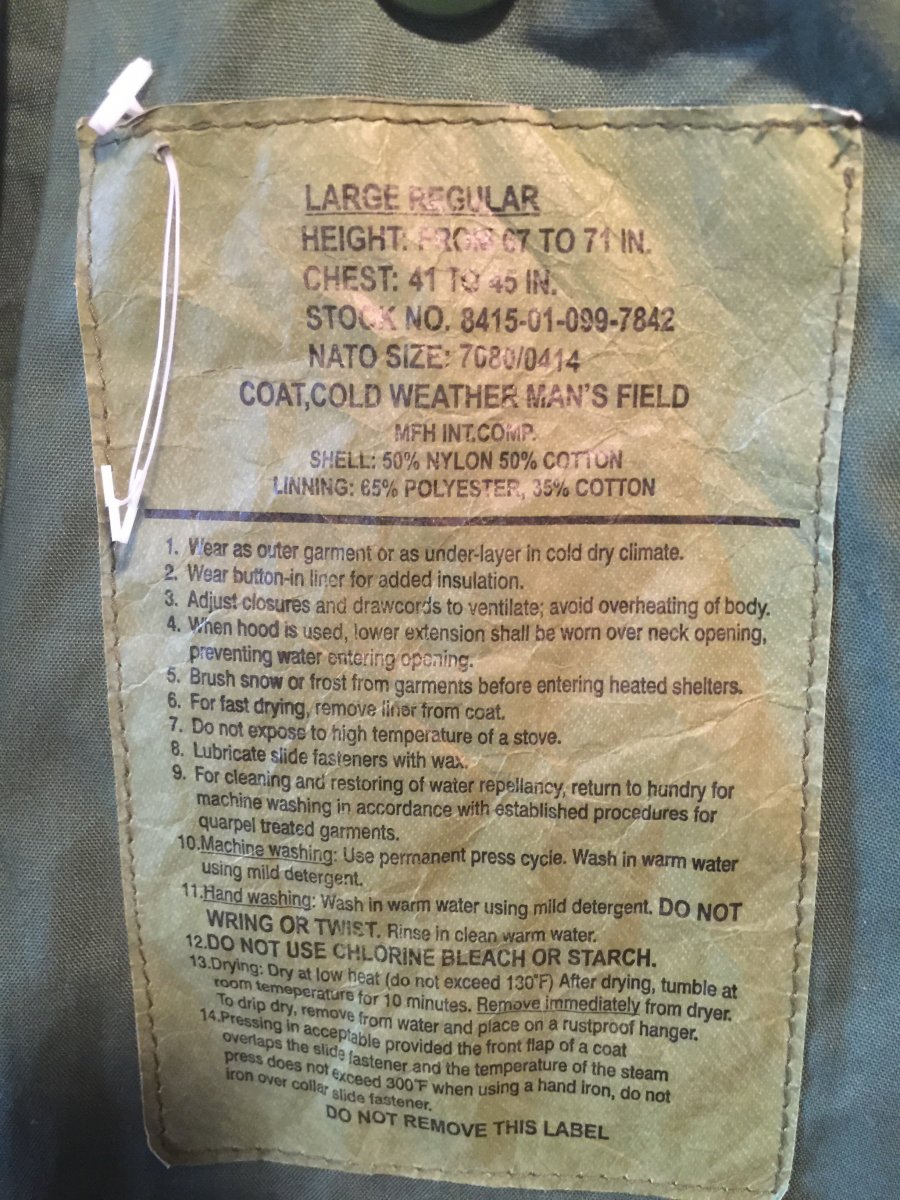 LARGE REGULAR
HEIGHT: FROM 67 TO 71 IN.
CHEST: 41 TO 45 IN.
STOCK NO. 8415-01-099-7842
NATO SIZE: 7080/0414
COAT,COLD WEATHER MAN'S FIELD
MFH INT.COMP.
SHELL: 50% NYLON 50% COTTON
LINNING: 65% POLYESTER, 35% COTTON
1. Wear as outer garment or as under-layer in cold dry climate.
2. Wear button-in liner for added insulation.
3. Adjust closures and drawcords to ventilate; avoid overheating of body.
4. When hood is used, lower extension shall be worn over neck opening,
preventing water entering opening.
5. Brush snow or frost from garments before entering heated shelters.
6. For fast drying, remove liner from coat.
7. Do not expose to high temperature of a stove.
8. Lubricate slide fasteners with wax.
9. For cleaning and restoring of water repellancy, return to hundry for
machine washing in accordance with established procedures for
quarpel treated garments.
10.Machine washing: Use permanent press cycle. Wash in warm water
using mild detergent.
11.Hand washing: Wash in warm water using mild detergent. DO NOT
WRING OR TWIST. Rinse in clean warm water.
12.DO NOT USE CHLORINE BLEACH OR STARCH.
13.Drying: Dry at low heat (do not exceed 130°F) After drying, tumble at
room temeperature for 10 minutes. Remove immediately from dryer.
To drip dry, remove from water and place on a rustproof hanger.
14.Pressing in acceptable provided the front flap of a coat
overlaps the slide fastener and the temperature of the steam
press does not exceed 300°F when using a hand iron, do not
iron over collar slide fastener.
DO NOT REMOVE THIS LABEL